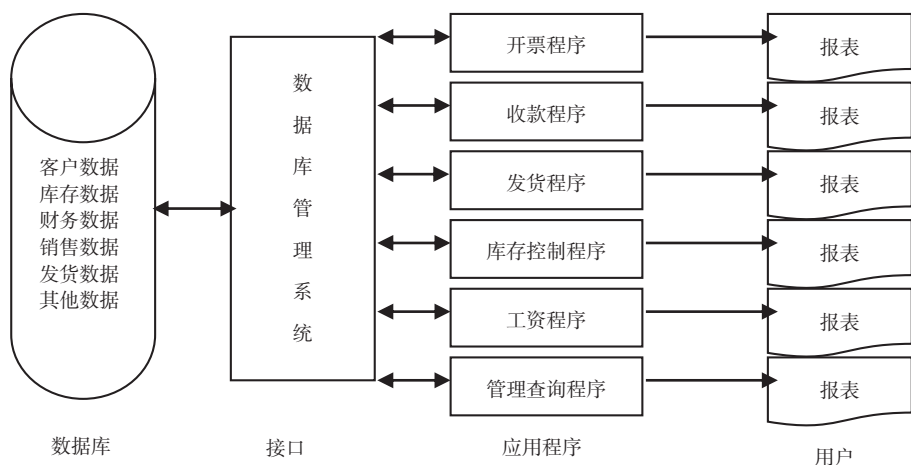 客户数据
库存数据
财务数据
销售数据
发货数据
其他数据
数据库
数据库管理系统
接口
开票程序
收款程序
发货程序
库存控制程序
工资程序
管理查询程序
应用程序
报表
报表
报表
报表
报表
报表
用户